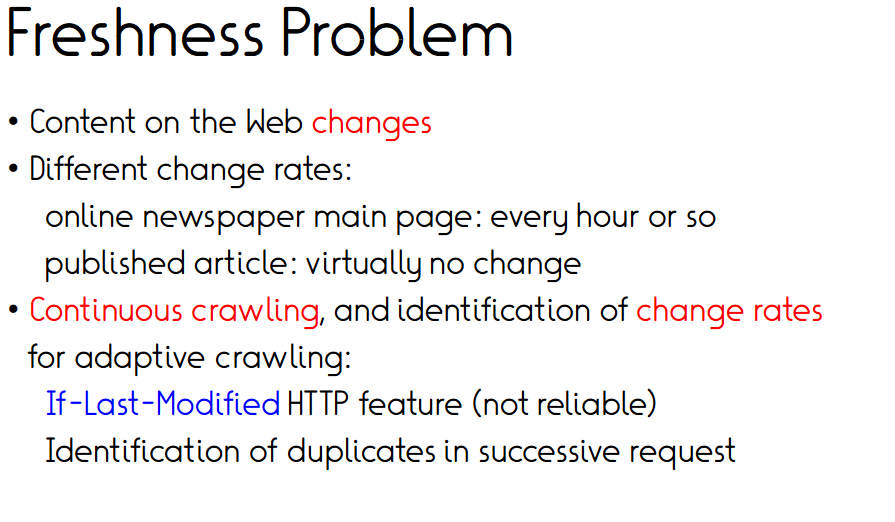 Freshness Problem
• Content on the Web changes
• Different change rates:
online newspaper main page: every hour or so
published article: virtually no change
• Continuous crawling, and identification of change rates
for adaptive crawling:
If-Last-Modified HTTP feature (not reliable)
Identification of duplicates in successive request